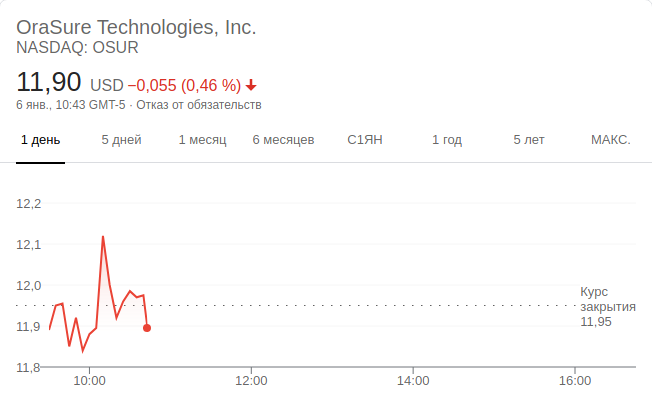 OraSure Technologies, Inc.
NASDAQ: OSUR
11,90 USD −0,055 (0,46 %)
6 янв., 10:43 GMT-5 · Отказ от обязательств
1 день 5 дней 1 месяц 6 месяцев С1ЯН 1 год 5 лет МАКС.
12,2
12,1
12,0
11,9
11,8
Курс
закрытия
11,95
10:00 12:00 14:00 16:00